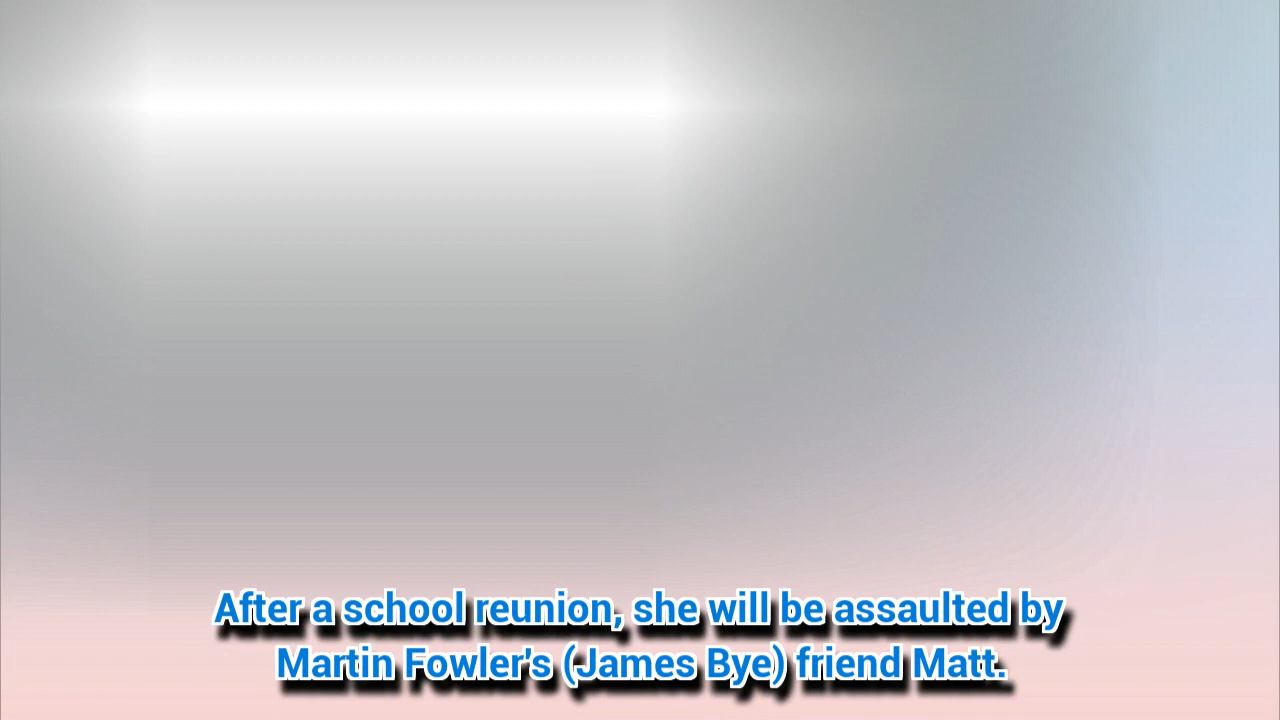 After a school reunion, she will be assaulted by
Martin Fowler's (James Bye) friend Matt.